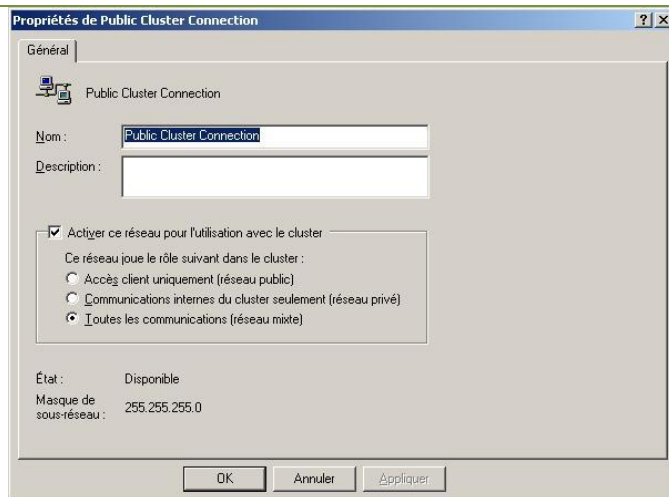 Propriétés de Public Cluster Connection
Général
Public Cluster Connection
Nom : Public Cluster Connection
Description :
Activer ce réseau pour l'utilisation avec le cluster
Ce réseau joue le rôle suivant dans le cluster :
Accès client uniquement (réseau public)
Communications internes du cluster seulement (réseau privé)
Toutes les communications (réseau mixte)
État : Disponible
Masque de
sous-réseau : 255.255.255.0
OK Annuler Appliquer